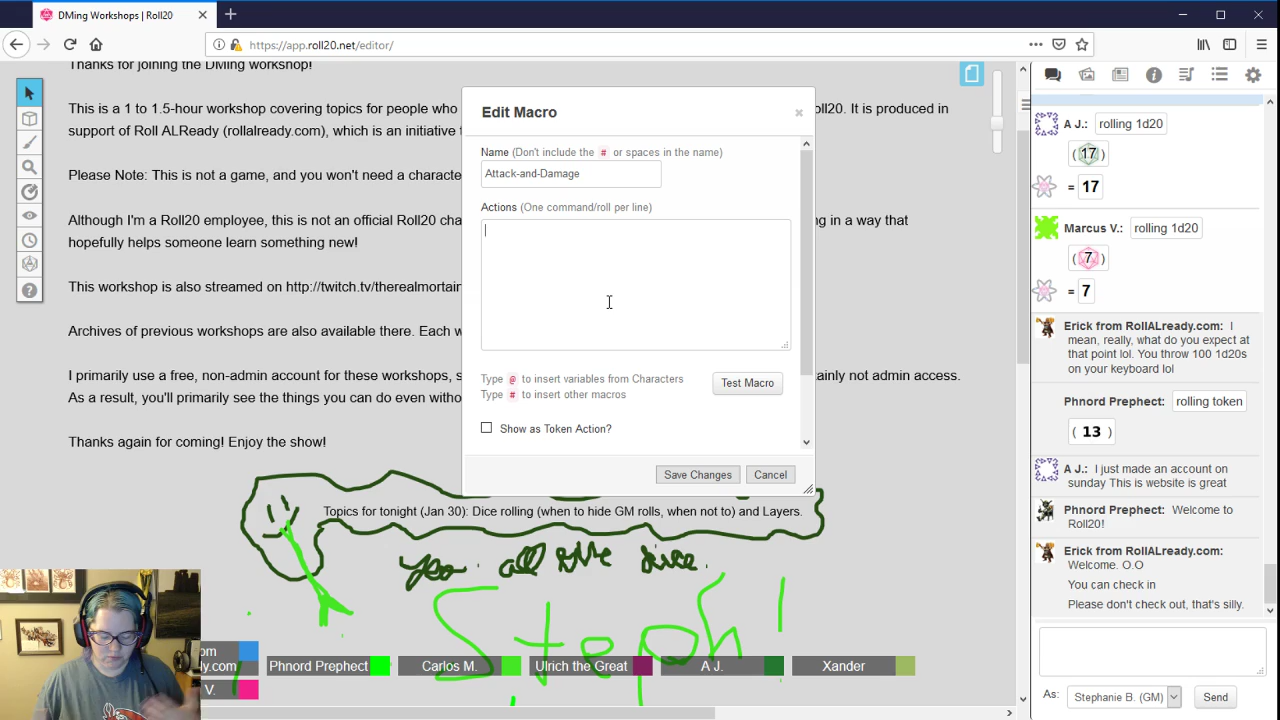 DMing Workshops | Roll20
https://app.roll20.net/editor/
Thanks for joining the DMing workshop!
This is a 1 to 1.5-hour workshop covering topics for people who
oll20. It is produced in
support of Roll ALReady (rollalready.com), which is an initiative
Please Note: This is not a game, and you won't need a characte
Although I'm a Roll20 employee, this is not an official Roll20 cha
ng in a way that
hopefully helps someone learn something new!
This workshop is also streamed on http://twitch.tv/therealmortain
Archives of previous workshops are also available there. Each w
I primarily use a free, non-admin account for these workshops, s
tainly not admin access.
As a result, you'll primarily see the things you can do even witho
Thanks again for coming! Enjoy the show!
Topics for tonight (Jan 30): Dice rolling (when to hide GM rolls, when not to) and Layers.
Steph!
Edit Macro
Name (Don't include the # or spaces in the name)
Attack-and-Damage
Actions (One command/roll per line)
Type @ to insert variables from Characters
Type # to insert other macros
Test Macro
Show as Token Action?
Save Changes
Cancel
om
ly.com
V.
Phnord Prephect
Carlos M.
Ulrich the Great
A J.
Xander
A J.: rolling 1d20
(17)
= 17
Marcus V.: rolling 1d20
(7)
= 7
Erick from RollALready.com: I
mean, really, what do you expect at
that point lol. You throw 100 1d20s
on your keyboard lol
Phnord Prephect: rolling token
(13)
A J.: I just made an account on
sunday This is website is great
Phnord Prephect: Welcome to
Roll20!
Erick from RollALready.com:
Welcome. O.O
You can check in
Please don't check out, that's silly.
As: Stephanie B. (GM)
Send